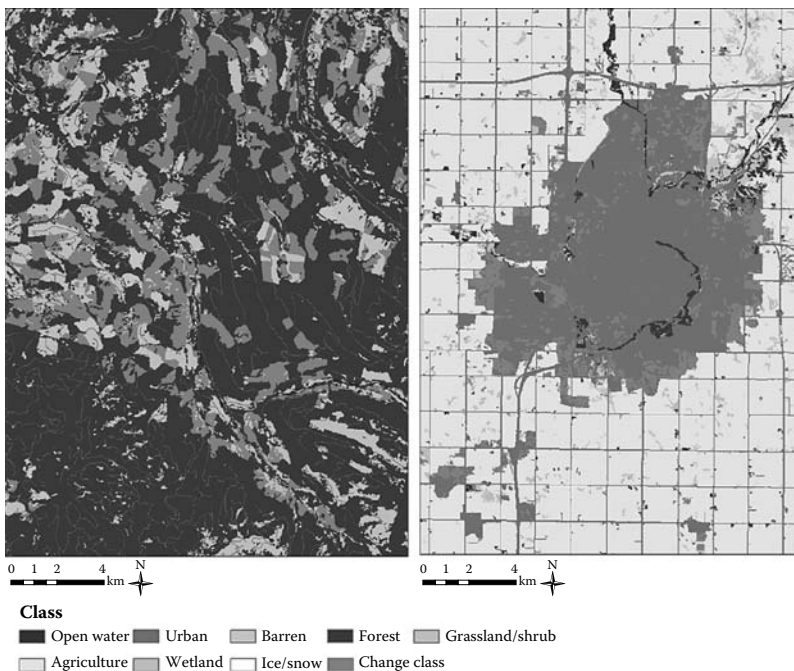 0 1 2 4 km N
0 1 2 4 km N
Class
Open water Urban Barren Forest Grassland/shrub
Agriculture Wetland Ice/snow Change class